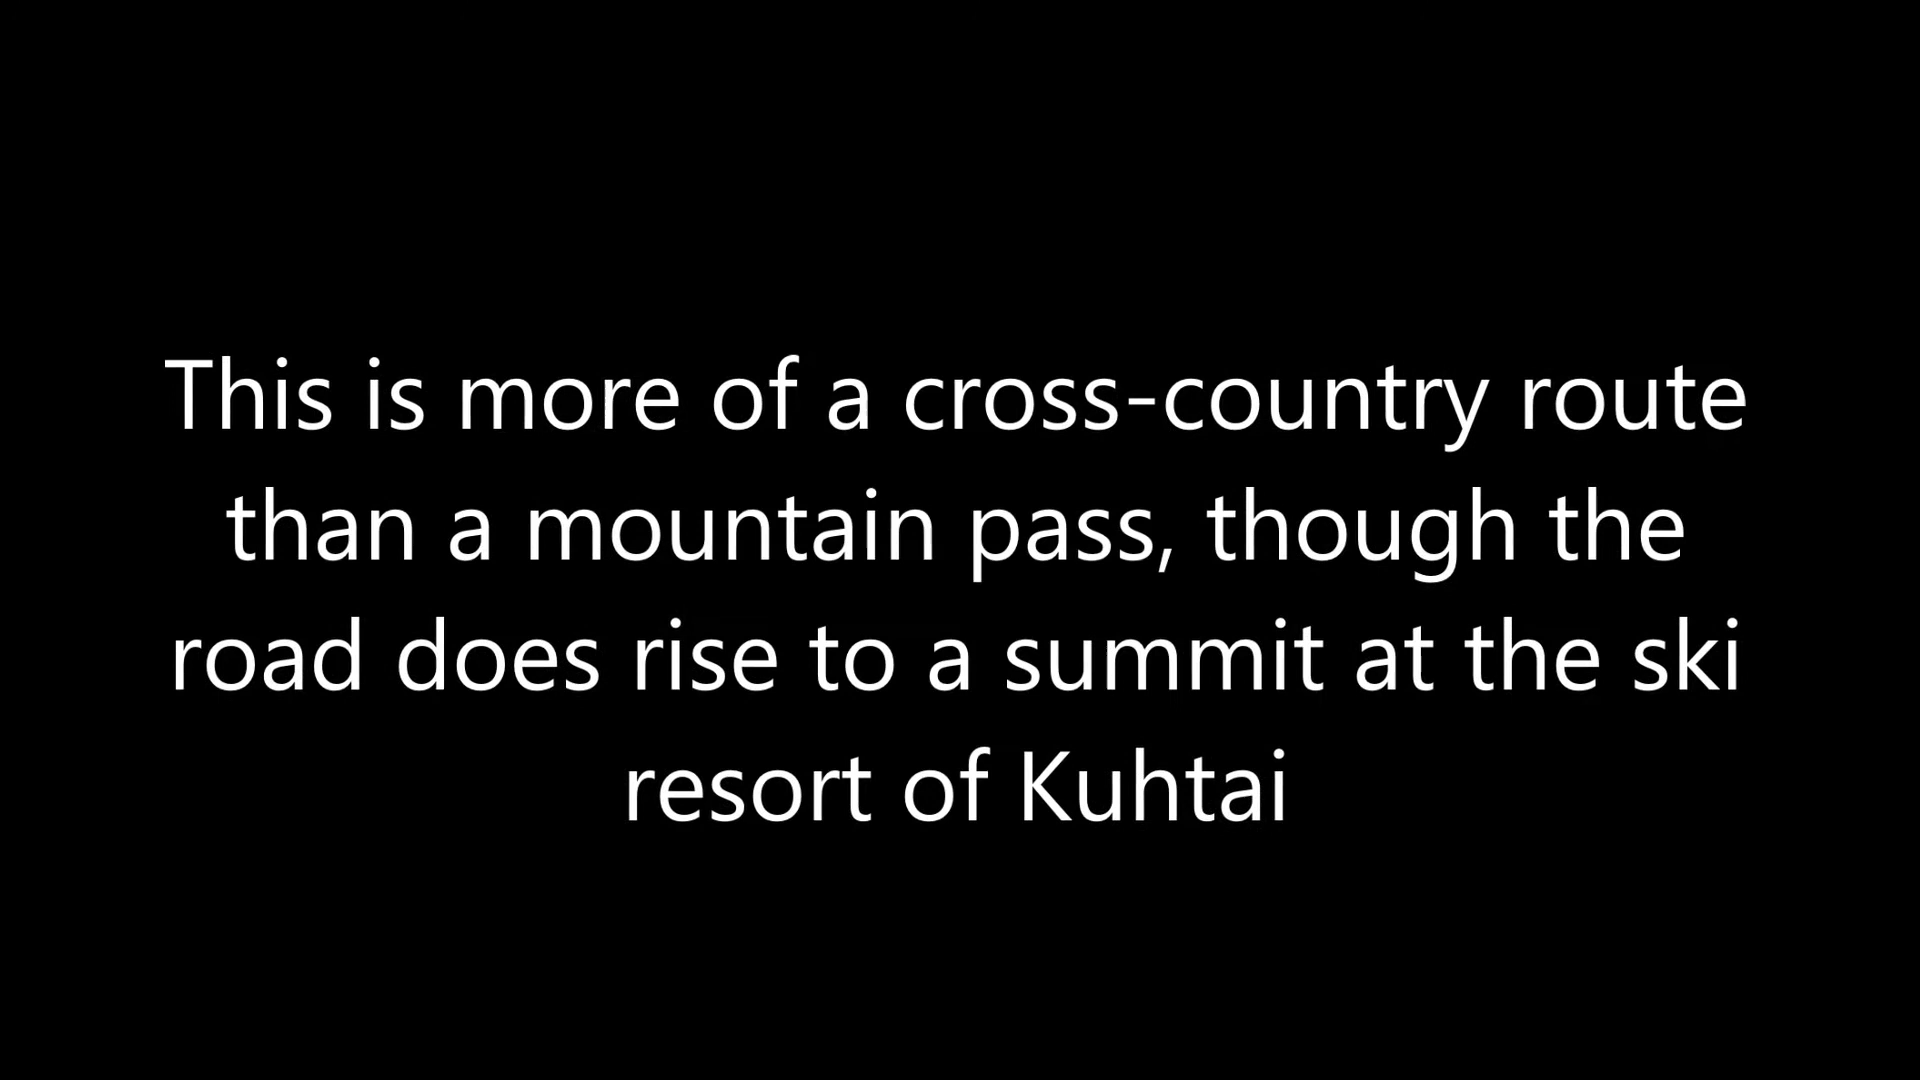 This is more of a cross-country route
than a mountain pass, though the
road does rise to a summit at the ski
resort of Kuhtai